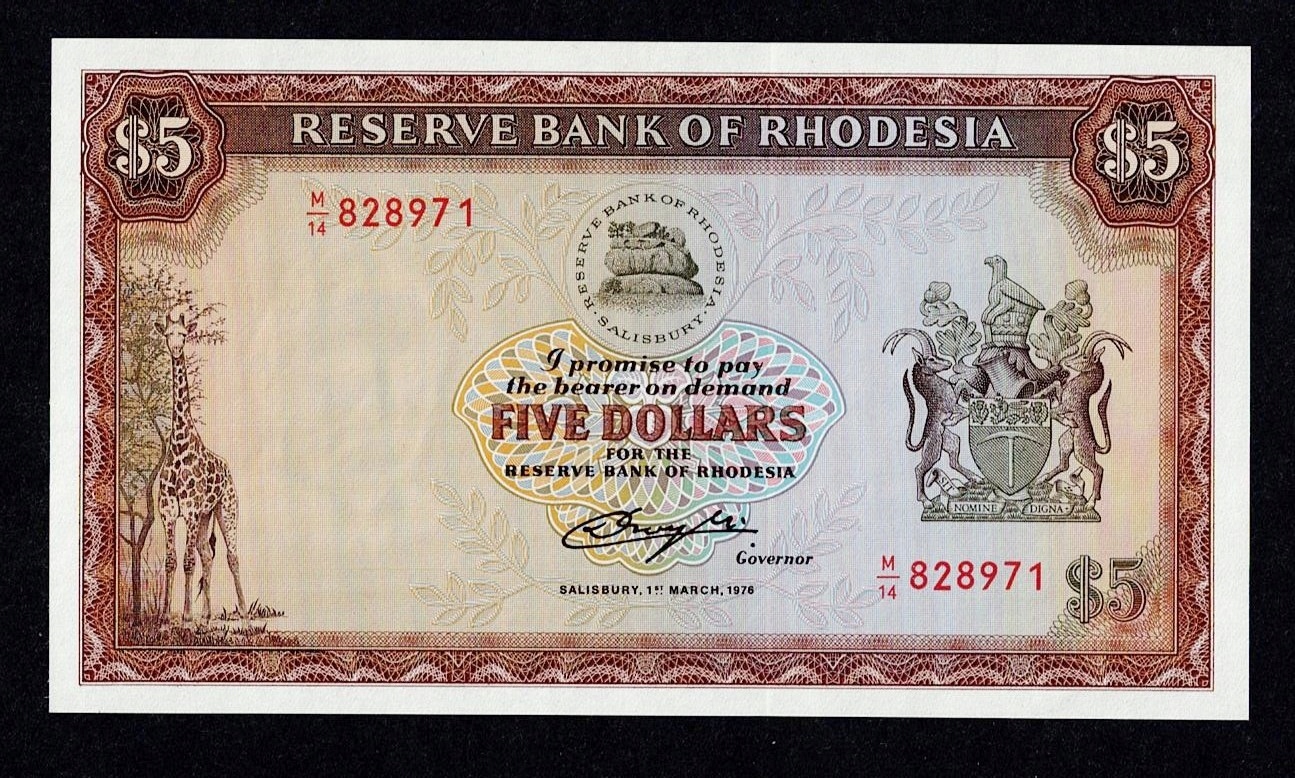 $5
RESERVE BANK OF RHODESIA
$5
M/14 828971
RESERVE BANK OF RHODESIA · SALISBURY ·
I promise to pay
the bearer on demand
FIVE DOLLARS
FOR THE
RESERVE BANK OF RHODESIA
Governor
SALISBURY, 1ST MARCH, 1976
SIT NOMINE DIGNA
M/14 828971
$5